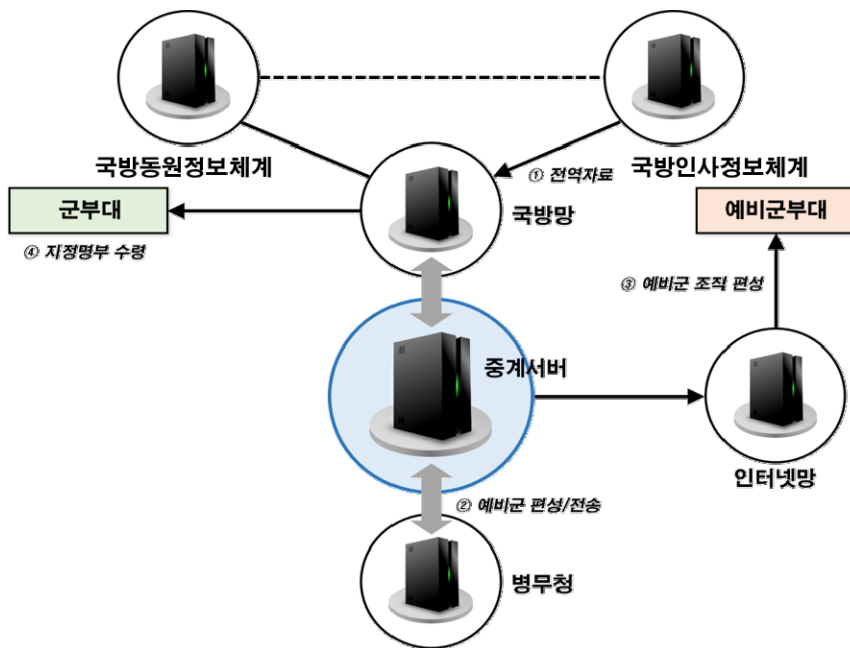 국방동원정보체계
국방인사정보체계
① 전역자료
군부대
국방망
예비군부대
④ 지정명부 수령
③ 예비군 조직 편성
중계서버
인터넷망
② 예비군 편성/전송
병무청